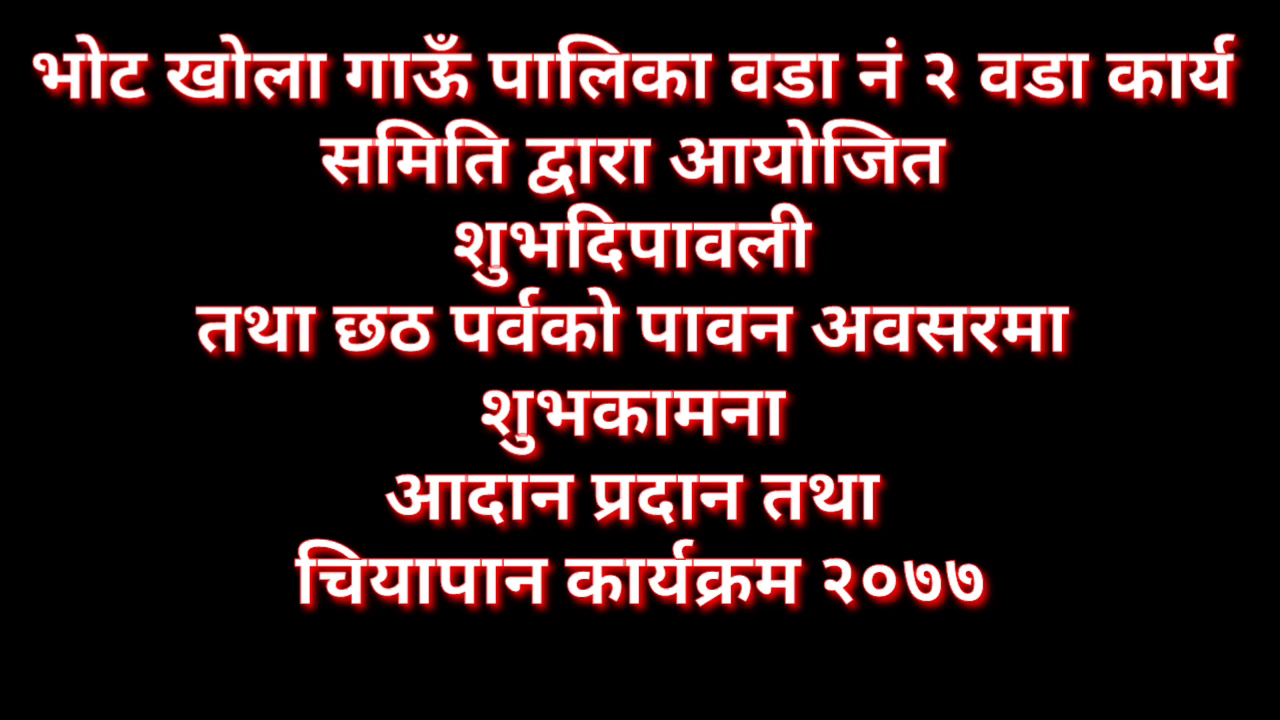 भोट खोला गाऊँ पालिका वडा नं २ वडा कार्य
समिति द्वारा आयोजित
शुभदिपावली
तथा छठ पर्वको पावन अवसरमा
शुभकामना
आदान प्रदान तथा
चियापान कार्यक्रम २०७७